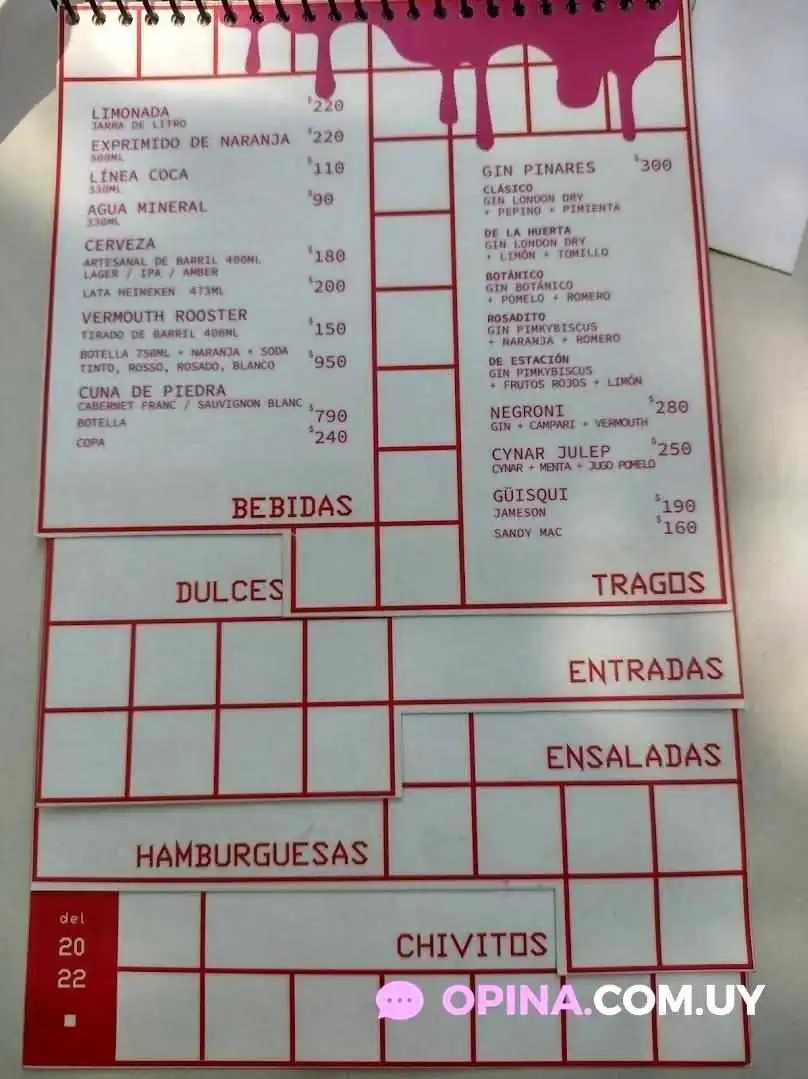 LIMONADA $220
JARRA DE LITRO
EXPRIMIDO DE NARANJA $220
500ML
LÍNEA COCA $110
330ML
AGUA MINERAL $90
330ML
CERVEZA
ARTESANAL DE BARRIL 400ML $180
LAGER / IPA / AMBER
LATA HEINEKEN 473ML $200
VERMOUTH ROOSTER
TIRADO DE BARRIL 400ML $150
BOTELLA 750ML + NARANJA + SODA $950
TINTO, ROSSO, ROSADO, BLANCO
CUNA DE PIEDRA
CABERNET FRANC / SAUVIGNON BLANC
BOTELLA $790
COPA $240
BEBIDAS
GIN PINARES $300
CLÁSICO
GIN LONDON DRY
+ PEPINO + PIMIENTA
DE LA HUERTA
GIN LONDON DRY
+ LIMÓN + TOMILLO
BOTÁNICO
GIN BOTÁNICO
+ POMELO + ROMERO
ROSADITO
GIN PIMKYBISCUS
+ NARANJA + ROMERO
DE ESTACIÓN
GIN PIMKYBISCUS
+ FRUTOS ROJOS + LIMÓN
NEGRONI $280
GIN + CAMPARI + VERMOUTH
CYNAR JULEP $250
CYNAR + MENTA + JUGO POMELO
GÜISQUI
JAMESON $190
SANDY MAC $160
TRAGOS
DULCES
ENTRADAS
ENSALADAS
HAMBURGUESAS
CHIVITOS
del
20
22
OPINA.COM.UY